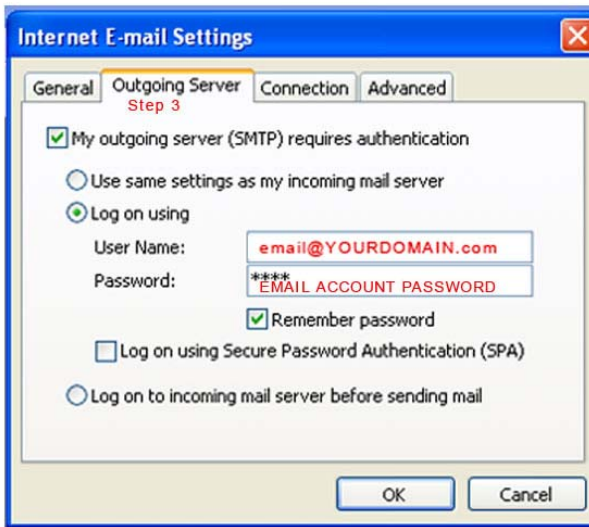 Internet E-mail Settings
General Outgoing Server Connection Advanced
Step 3
My outgoing server (SMTP) requires authentication
Use same settings as my incoming mail server
Log on using
User Name: email@YOURDOMAIN.com
Password: ****
EMAIL ACCOUNT PASSWORD
Remember password
Log on using Secure Password Authentication (SPA)
Log on to incoming mail server before sending mail
OK Cancel